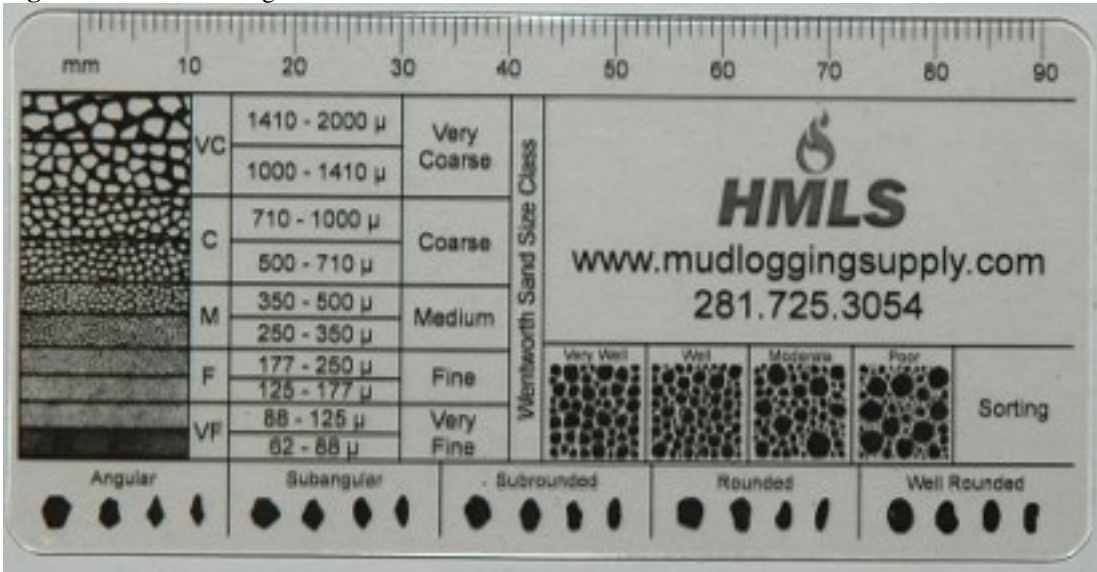 mm 10 20 30 40 50 60 70 80 90
VC
1410 - 2000 µ
1000 - 1410 µ
Very
Coarse
C
710 - 1000 µ
500 - 710 µ
Coarse
M
350 - 500 µ
250 - 350 µ
Medium
F
177 - 250 µ
125 - 177 µ
Fine
VF
88 - 125 µ
62 - 88 µ
Very
Fine
Wentworth Sand Size Class
HMLS
www.mudloggingsupply.com
281.725.3054
Very Well Well Moderate Poor
Sorting
Angular Subangular Subrounded Rounded Well Rounded